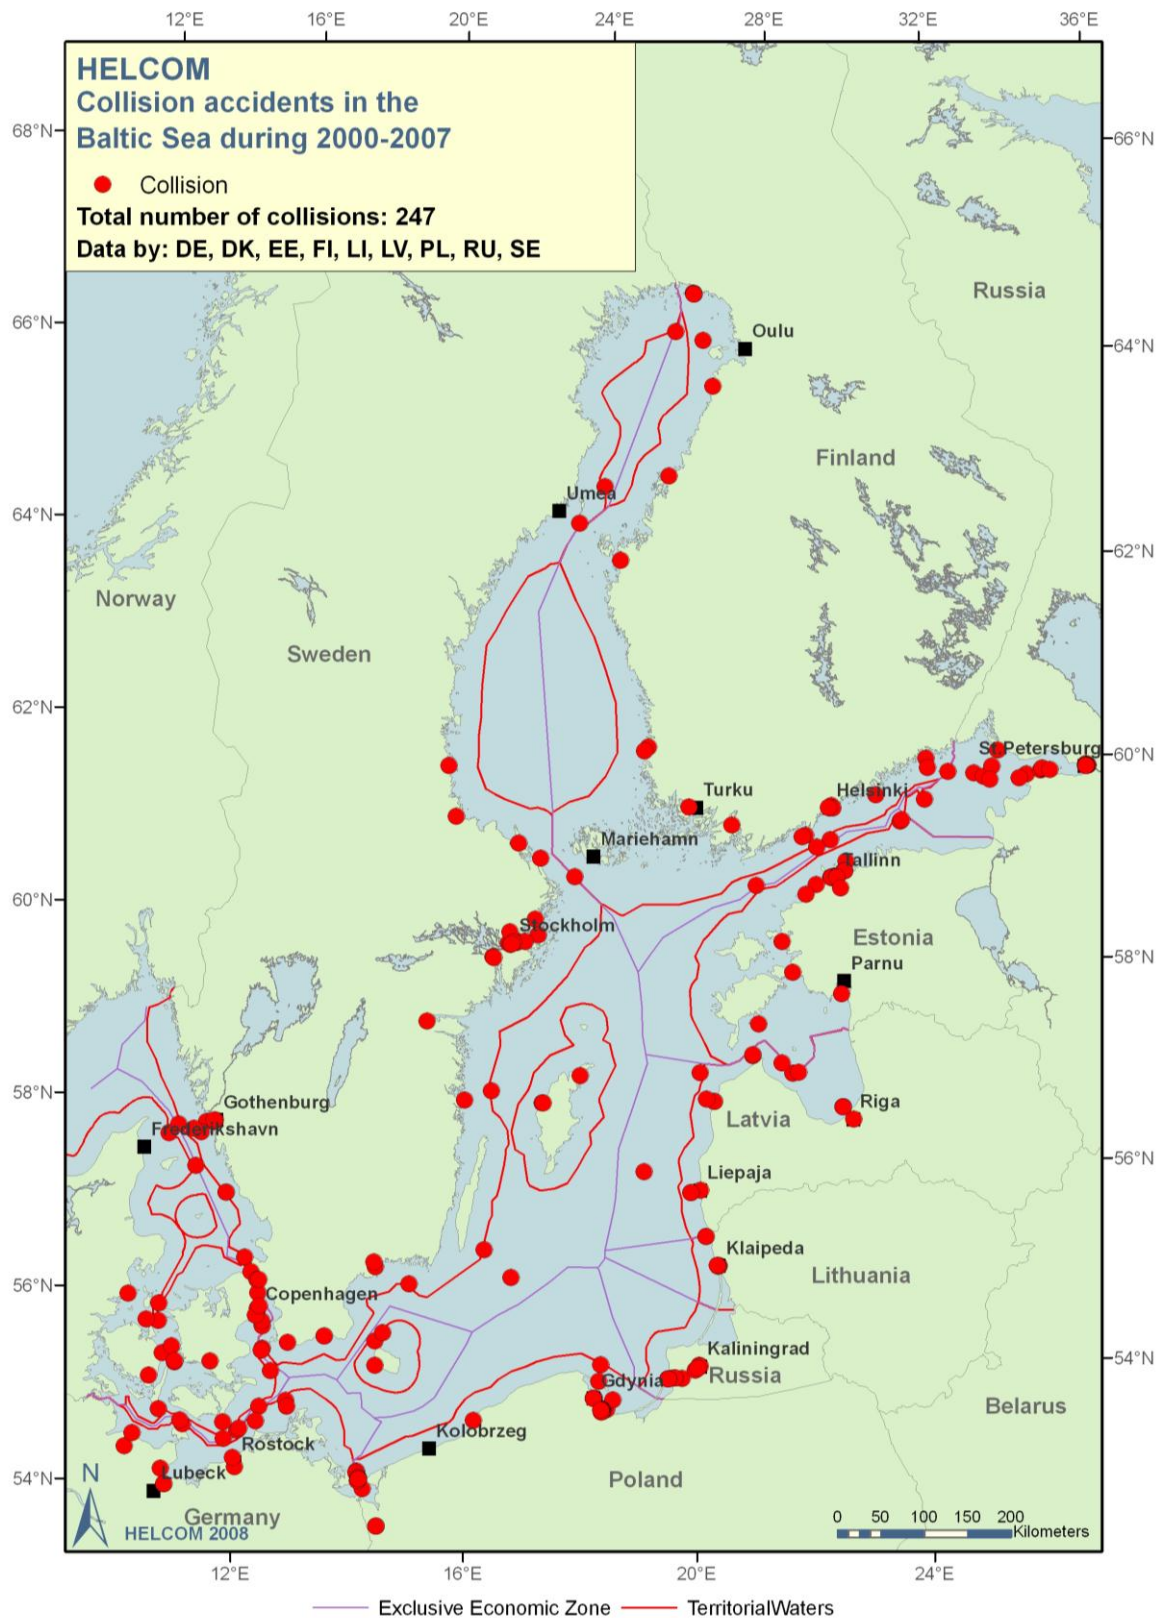 12°E 16°E 20°E 24°E 28°E 32°E 36°E
HELCOM
Collision accidents in the
Baltic Sea during 2000-2007
Collision
Total number of collisions: 247
Data by: DE, DK, EE, FI, LI, LV, PL, RU, SE
68°N
66°N
Russia
66°N
Oulu
64°N
Finland
Umea
64°N
62°N
Norway
Sweden
62°N
St.Petersburg
60°N
Turku
Helsinki
Mariehamn
Tallinn
60°N
Stockholm
Estonia
58°N
Parnu
58°N
Gothenburg
Riga
Latvia
Frederikshavn
56°N
Liepaja
Klaipeda
Lithuania
56°N
Copenhagen
Kaliningrad
54°N
Russia
Gdynia
Belarus
Kolobrzeg
Rostock
Lubeck
54°N
Poland
N
Germany
HELCOM 2008
0 50 100 150 200
Kilometers
12°E 16°E 20°E 24°E
Exclusive Economic Zone TerritorialWaters